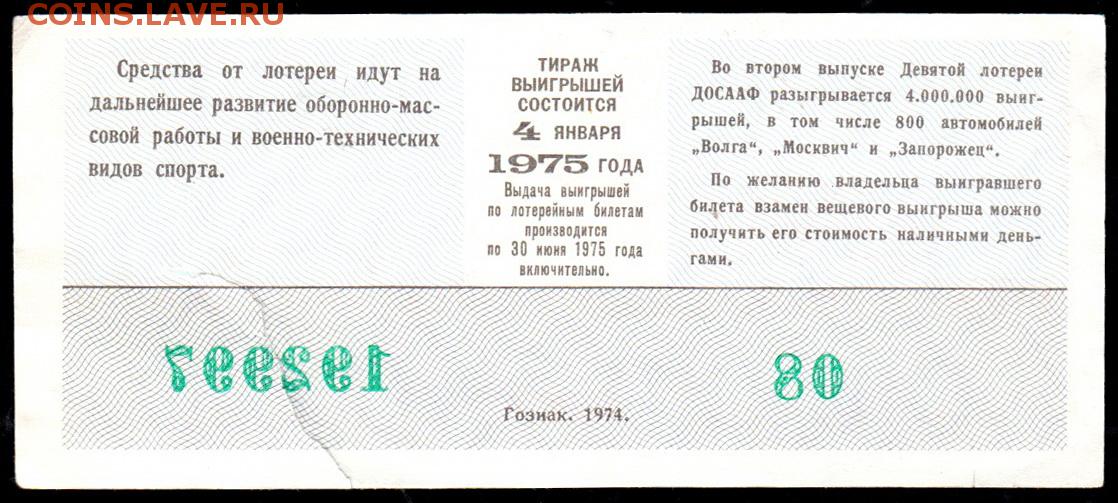 COINS.LAVE.RU
Средства от лотереи идут на
дальнейшее развитие оборонно-мас-
совой работы и военно-технических
видов спорта.
ТИРАЖ
ВЫИГРЫШЕЙ
СОСТОИТСЯ
4 ЯНВАРЯ
1975 ГОДА
Выдача выигрышей
по лотерейным билетам
производится
по 30 июня 1975 года
включительно.
Во втором выпуске Девятой лотереи
ДОСААФ разыгрывается 4.000.000 выиг-
рышей, в том числе 800 автомобилей
„Волга“, „Москвич“ и „Запорожец“.
По желанию владельца выигравшего
билета взамен вещевого выигрыша можно
получить его стоимость наличными день-
гами.
192997 08
Гознак. 1974.